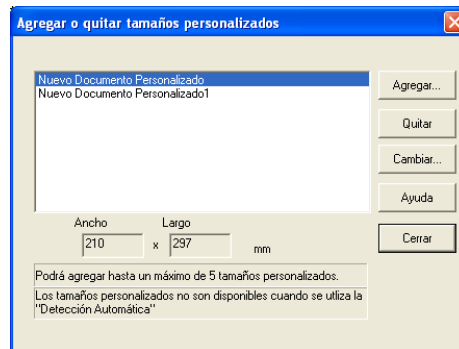 Agregar o quitar tamaños personalizados
Nuevo Documento Personalizado
Nuevo Documento Personalizado1
Agregar...
Quitar
Cambiar...
Ayuda
Cerrar
Ancho Largo
210 x 297 mm
Podrá agregar hasta un máximo de 5 tamaños personalizados.
Los tamaños personalizados no son disponibles cuando se utliza la
"Detección Automática"